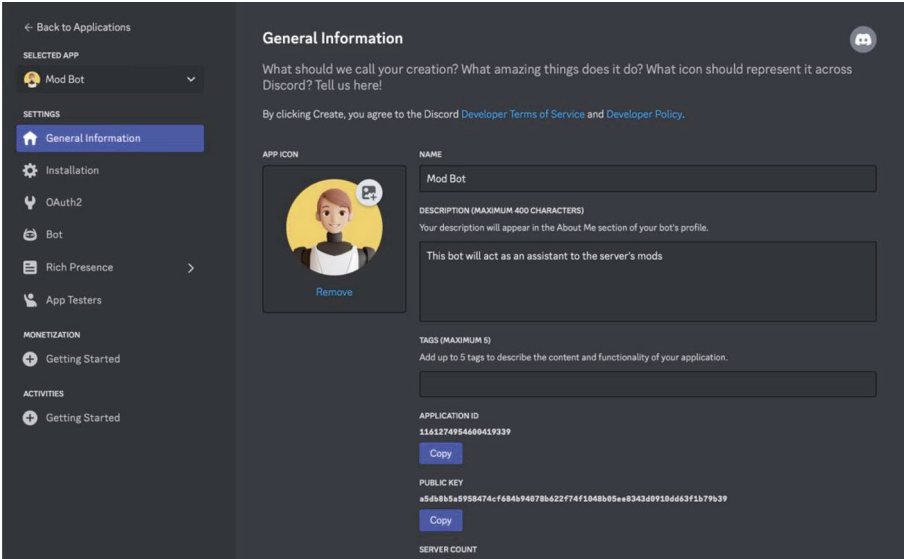 ← Back to Applications
SELECTED APP
Mod Bot
SETTINGS
General Information
Installation
OAuth2
Bot
Rich Presence
App Testers
MONETIZATION
Getting Started
ACTIVITIES
Getting Started
General Information
What should we call your creation? What amazing things does it do? What icon should represent it across
Discord? Tell us here!
By clicking Create, you agree to the Discord Developer Terms of Service and Developer Policy.
APP ICON
Remove
NAME
Mod Bot
DESCRIPTION (MAXIMUM 400 CHARACTERS)
Your description will appear in the About Me section of your bot's profile.
This bot will act as an assistant to the server's mods
TAGS (MAXIMUM 5)
Add up to 5 tags to describe the content and functionality of your application.
APPLICATION ID
1161274954600419339
Copy
PUBLIC KEY
a5db8b5a5958474cf684b94078b622f74f1048b05ee8343d0910dd63f1b79b39
Copy
SERVER COUNT